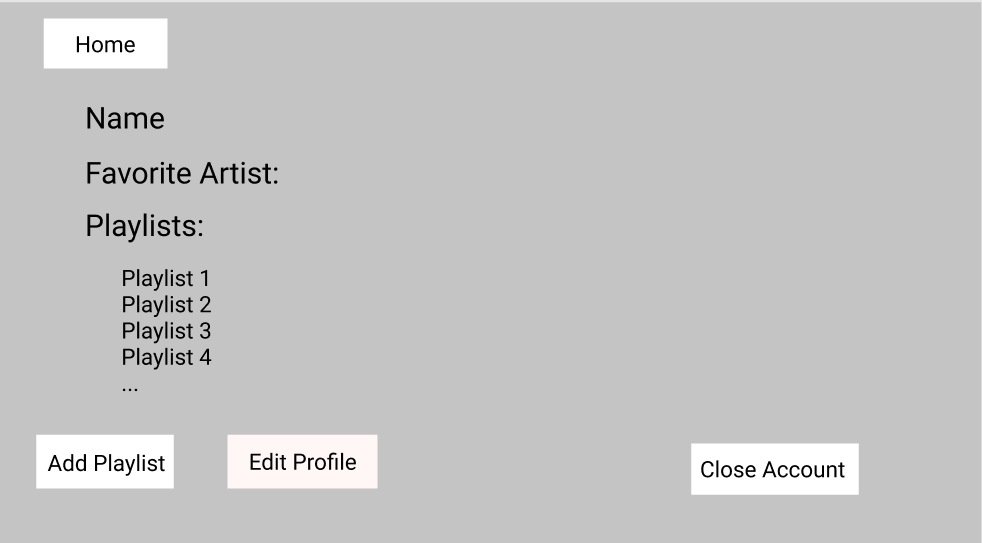 Home
Name
Favorite Artist:
Playlists:
Playlist 1
Playlist 2
Playlist 3
Playlist 4
...
Add Playlist
Edit Profile
Close Account